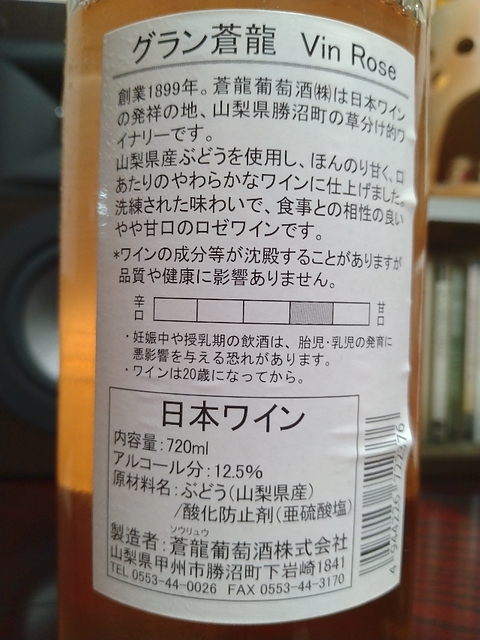 グラン蒼龍 Vin Rose
創業1899年。蒼龍葡萄酒㈱は日本ワイン
の発祥の地、山梨県勝沼町の草分け的ワ
イナリーです。
山梨県産ぶどうを使用し、ほんのり甘く、口
あたりのやわらかなワインに仕上げました。
洗練された味わいで、食事との相性の良い
やや甘口のロゼワインです。
*ワインの成分等が沈殿することがありますが
品質や健康に影響ありません。
辛口 甘口
・妊娠中や授乳期の飲酒は、胎児・乳児の発育に
悪影響を与える恐れがあります。
・ワインは20歳になってから。
日本ワイン
内容量:720ml
アルコール分:12.5%
原材料名:ぶどう(山梨県産)
/酸化防止剤(亜硫酸塩)
ソウリュウ
製造者:蒼龍葡萄酒株式会社
山梨県甲州市勝沼町下岩崎1841
TEL 0553-44-0026 FAX 0553-44-3170